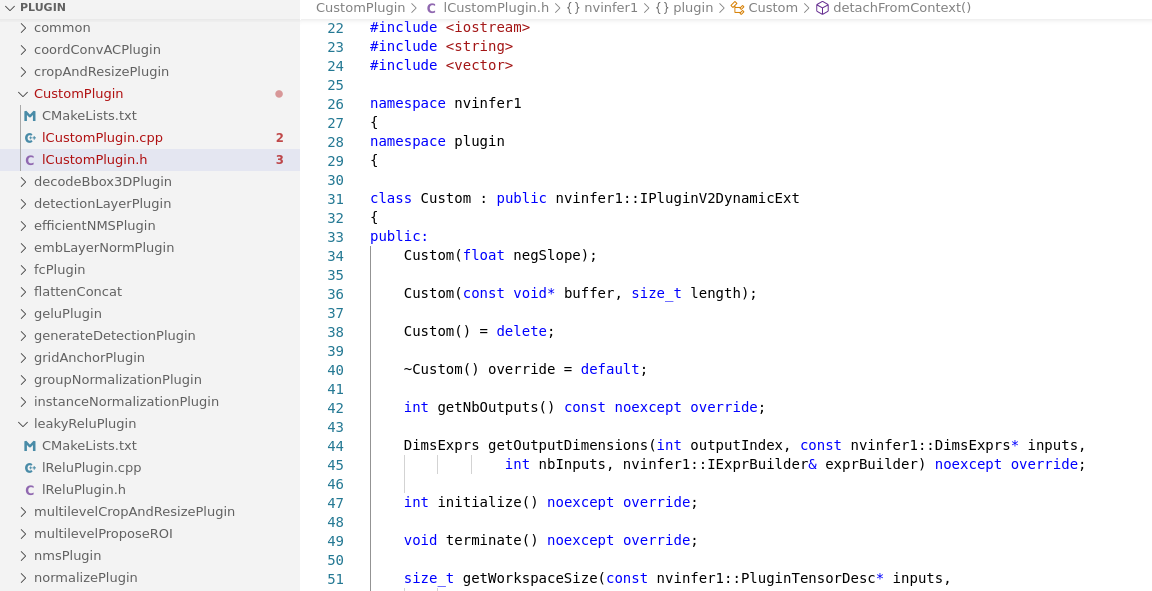 PLUGIN
common
coordConvACPlugin
cropAndResizePlugin
CustomPlugin
CMakeLists.txt
lCustomPlugin.cpp 2
lCustomPlugin.h 3
decodeBbox3DPlugin
detectionLayerPlugin
efficientNMSPlugin
embLayerNormPlugin
fcPlugin
flattenConcat
geluPlugin
generateDetectionPlugin
gridAnchorPlugin
groupNormalizationPlugin
instanceNormalizationPlugin
leakyReluPlugin
CMakeLists.txt
lReluPlugin.cpp
lReluPlugin.h
multilevelCropAndResizePlugin
multilevelProposeROI
nmsPlugin
normalizePlugin
CustomPlugin > C lCustomPlugin.h > {} nvinfer1 > {} plugin > Custom > detachFromContext()
22 #include <iostream>
23 #include <string>
24 #include <vector>
25
26 namespace nvinfer1
27 {
28 namespace plugin
29 {
30
31 class Custom : public nvinfer1::IPluginV2DynamicExt
32 {
33 public:
34 Custom(float negSlope);
35
36 Custom(const void* buffer, size_t length);
37
38 Custom() = delete;
39
40 ~Custom() override = default;
41
42 int getNbOutputs() const noexcept override;
43
44 DimsExprs getOutputDimensions(int outputIndex, const nvinfer1::DimsExprs* inputs,
45 int nbInputs, nvinfer1::IExprBuilder& exprBuilder) noexcept override;
46
47 int initialize() noexcept override;
48
49 void terminate() noexcept override;
50
51 size_t getWorkspaceSize(const nvinfer1::PluginTensorDesc* inputs,